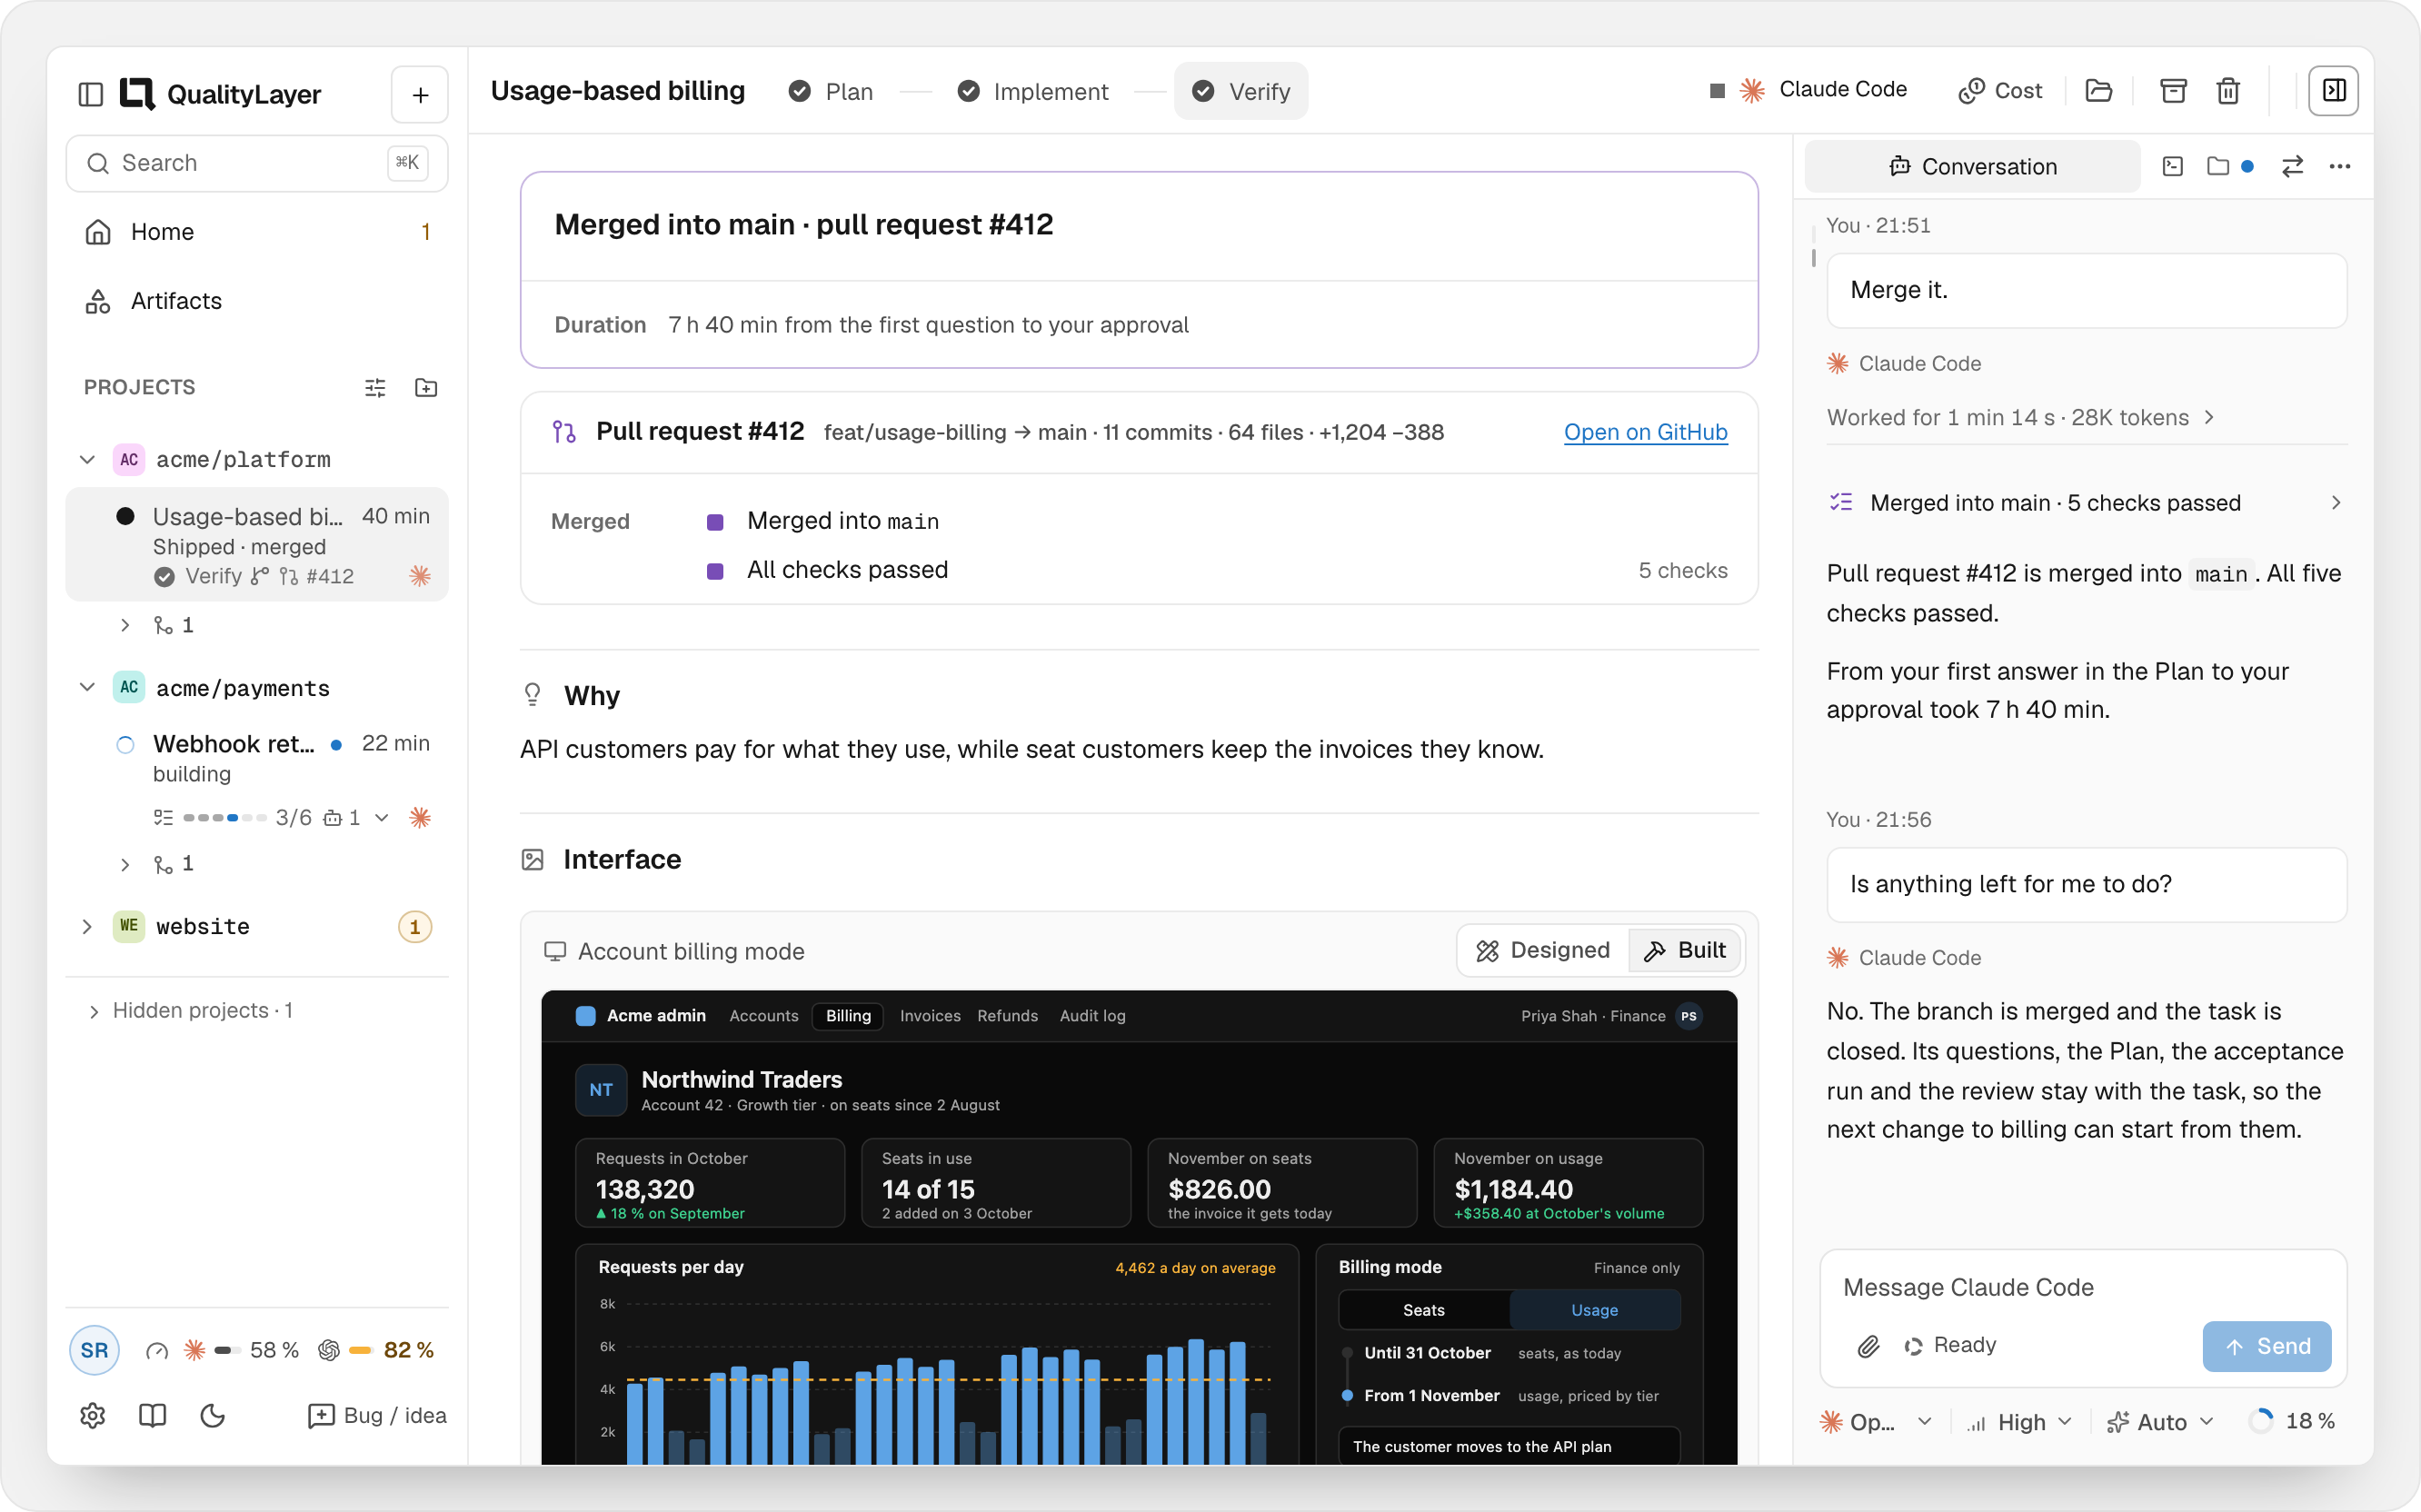 QualityLayer
Search
⌘K
Home
1
Artifacts
PROJECTS
AC
acme/platform
Usage-based bi...
40 min
Shipped · merged
Verify
#412
1
AC
acme/payments
Webhook ret...
22 min
building
3/6
1
1
WE
website
1
Hidden projects · 1
SR
58 %
82 %
Bug / idea
Usage-based billing
Plan
Implement
Verify
Claude Code
Cost
Merged into main · pull request #412
Duration
7 h 40 min from the first question to your approval
Pull request #412
feat/usage-billing → main · 11 commits · 64 files · +1,204 −388
Open on GitHub
Merged
Merged into main
All checks passed
5 checks
Why
API customers pay for what they use, while seat customers keep the invoices they know.
Interface
Account billing mode
Designed
Built
Acme admin
Accounts
Billing
Invoices
Refunds
Audit log
Priya Shah · Finance
PS
NT
Northwind Traders
Account 42 · Growth tier · on seats since 2 August
Requests in October
138,320
▲ 18 % on September
Seats in use
14 of 15
2 added on 3 October
November on seats
$826.00
the invoice it gets today
November on usage
$1,184.40
+$358.40 at October's volume
Requests per day
4,462 a day on average
8k
6k
4k
2k
Billing mode
Finance only
Seats
Usage
Until 31 October
seats, as today
From 1 November
usage, priced by tier
The customer moves to the API plan
Conversation
You · 21:51
Merge it.
Claude Code
Worked for 1 min 14 s · 28K tokens
Merged into main · 5 checks passed
Pull request #412 is merged into main. All five
checks passed.
From your first answer in the Plan to your
approval took 7 h 40 min.
You · 21:56
Is anything left for me to do?
Claude Code
No. The branch is merged and the task is
closed. Its questions, the Plan, the acceptance
run and the review stay with the task, so the
next change to billing can start from them.
Message Claude Code
Ready
Send
Op...
High
Auto
18 %